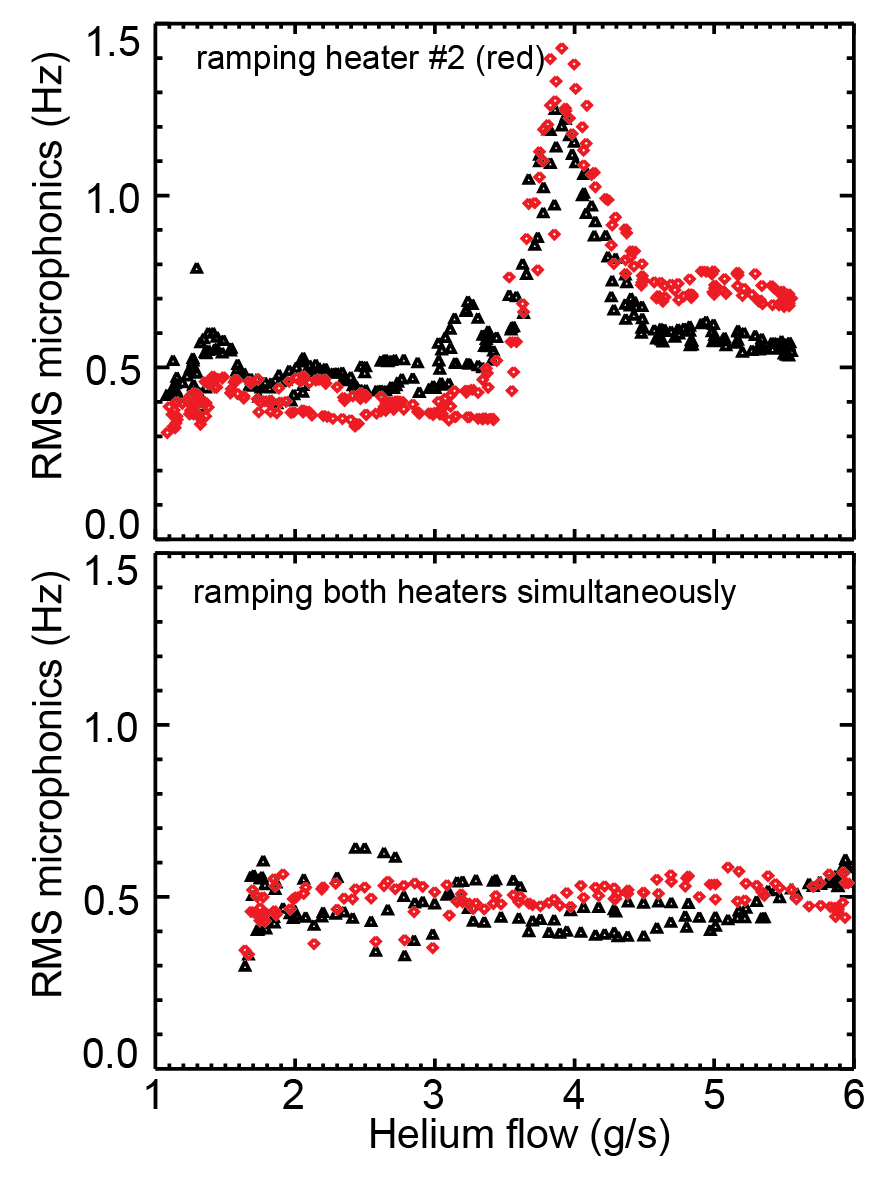 ramping heater #2 (red)
1.5
1.0
0.5
0.0
RMS microphonics (Hz)
ramping both heaters simultaneously
1.5
1.0
0.5
0.0
RMS microphonics (Hz)
1 2 3 4 5 6
Helium flow (g/s)